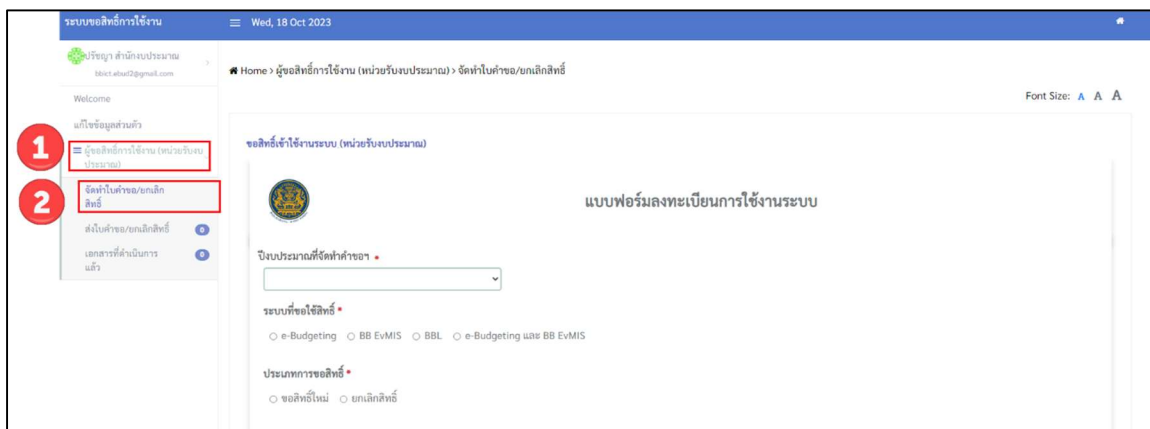 ระบบขอสิทธิ์การใช้งาน
Wed, 18 Oct 2023
ปรัชญา สำนักงบประมาณ
bbict.ebud2@gmail.com
Home › ผู้ขอสิทธิ์การใช้งาน (หน่วยรับงบประมาณ) › จัดทำใบคำขอ/ยกเลิกสิทธิ์
Font Size: A A A
Welcome
แก้ไขข้อมูลส่วนตัว
1
ผู้ขอสิทธิ์การใช้งาน (หน่วยรับงบ
ประมาณ)
2
จัดทำใบคำขอ/ยกเลิก
สิทธิ์
ส่งใบคำขอ/ยกเลิกสิทธิ์ 0
เอกสารที่ดำเนินการ 0
แล้ว
ขอสิทธิ์เข้าใช้งานระบบ (หน่วยรับงบประมาณ)
แบบฟอร์มลงทะเบียนการใช้งานระบบ
ปีงบประมาณที่จัดทำคำขอฯ *
ระบบที่ขอใช้สิทธิ์ *
e-Budgeting BB EvMIS BBL e-Budgeting และ BB EvMIS
ประเภทการขอสิทธิ์ *
ขอสิทธิ์ใหม่ ยกเลิกสิทธิ์